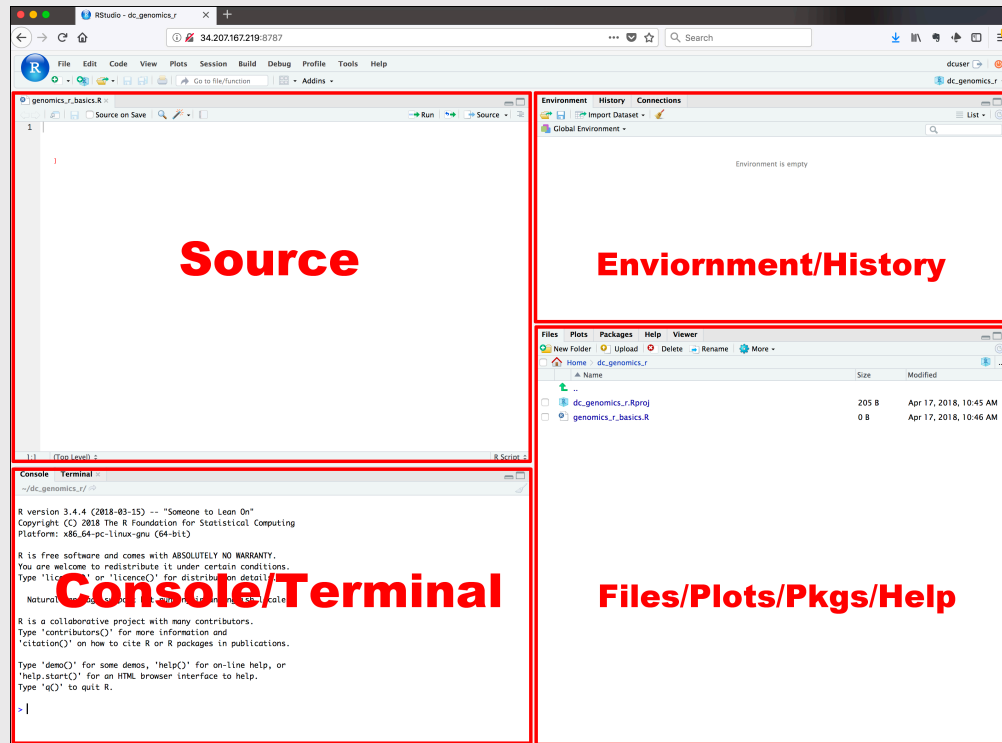 RStudio - dc_genomics_r
34.207.167.219:8787
Search
R
File Edit Code View Plots Session Build Debug Profile Tools Help
dcuser
Go to file/function
Addins
dc_genomics_r
genomics_r_basics.R
Source on Save
Run
Source
1
Source
1:1 (Top Level)
R Script
Environment History Connections
Import Dataset
List
Global Environment
Environment is empty
Enviornment/History
Console Terminal
~/dc_genomics_r/
R version 3.4.4 (2018-03-15) -- "Someone to Lean On"
Copyright (C) 2018 The R Foundation for Statistical Computing
Platform: x86_64-pc-linux-gnu (64-bit)
R is free software and comes with ABSOLUTELY NO WARRANTY.
You are welcome to redistribute it under certain conditions.
Type or 'licence()' for distribution details.
Console/Terminal
R is a collaborative project with many contributors.
Type 'contributors()' for more information and
'citation()' on how to cite R or R packages in publications.
Type 'demo()' for some demos, 'help()' for on-line help, or
'help.start()' for an HTML browser interface to help.
Type 'q()' to quit R.
>
Files Plots Packages Help Viewer
New Folder Upload Delete Rename More
Home dc_genomics_r
Name Size Modified
..
dc_genomics_r.Rproj 205 B Apr 17, 2018, 10:45 AM
genomics_r_basics.R 0 B Apr 17, 2018, 10:46 AM
Files/Plots/Pkgs/Help